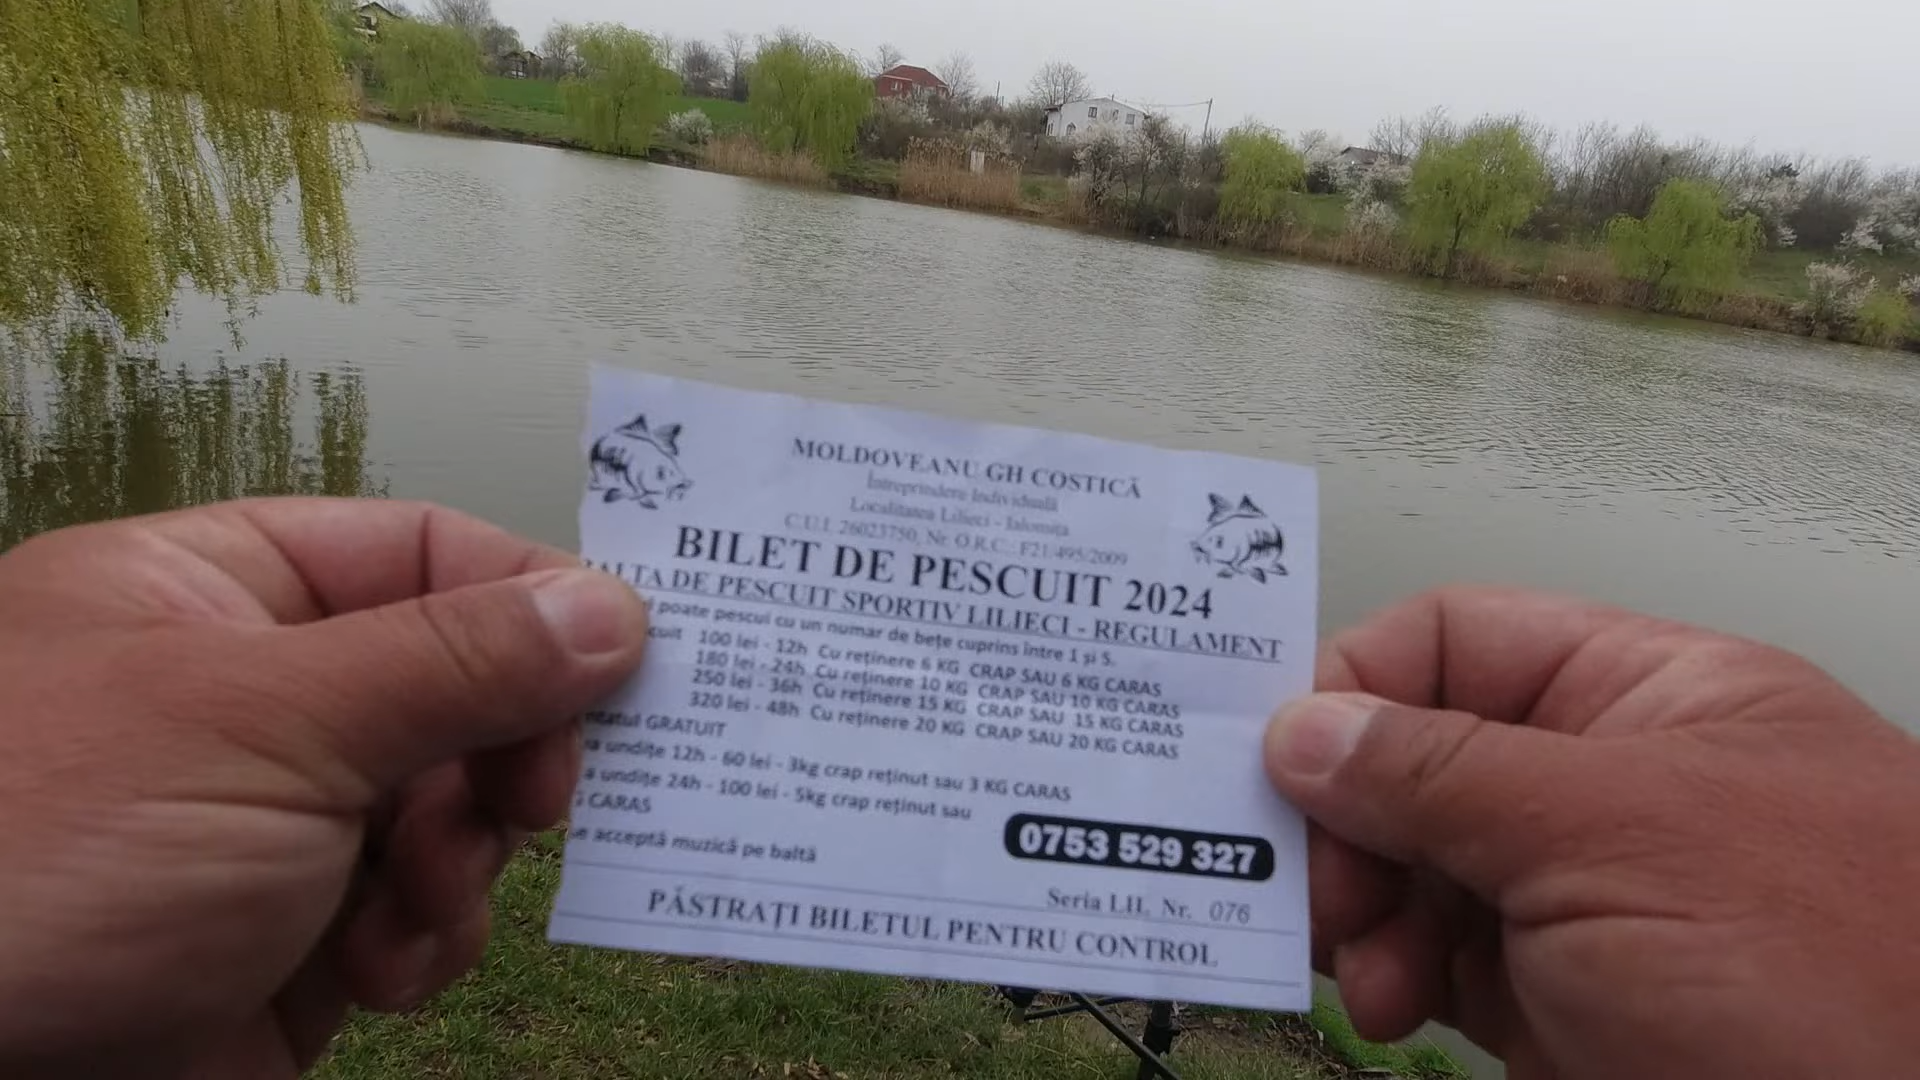 MOLDOVEANU GH COSTICĂ
Întreprindere Individuală
Localitatea Lilieci - Ialomița
C.U.I. 26023750, Nr. O.R.C.: F21/495/2009
BILET DE PESCUIT 2024
BALTA DE PESCUIT SPORTIV LILIECI - REGULAMENT
poate pescui cu un numar de bețe cuprins între 1 și 5.
cuit 100 lei - 12h Cu reținere 6 KG CRAP SAU 6 KG CARAS
180 lei - 24h Cu reținere 10 KG CRAP SAU 10 KG CARAS
250 lei - 36h Cu reținere 15 KG CRAP SAU 15 KG CARAS
320 lei - 48h Cu reținere 20 KG CRAP SAU 20 KG CARAS
ntatul GRATUIT
a undițe 12h - 60 lei - 3kg crap reținut sau 3 KG CARAS
a undițe 24h - 100 lei - 5kg crap reținut sau
G CARAS
se acceptă muzică pe baltă
0753 529 327
Seria LIL Nr. 076
PĂSTRAȚI BILETUL PENTRU CONTROL